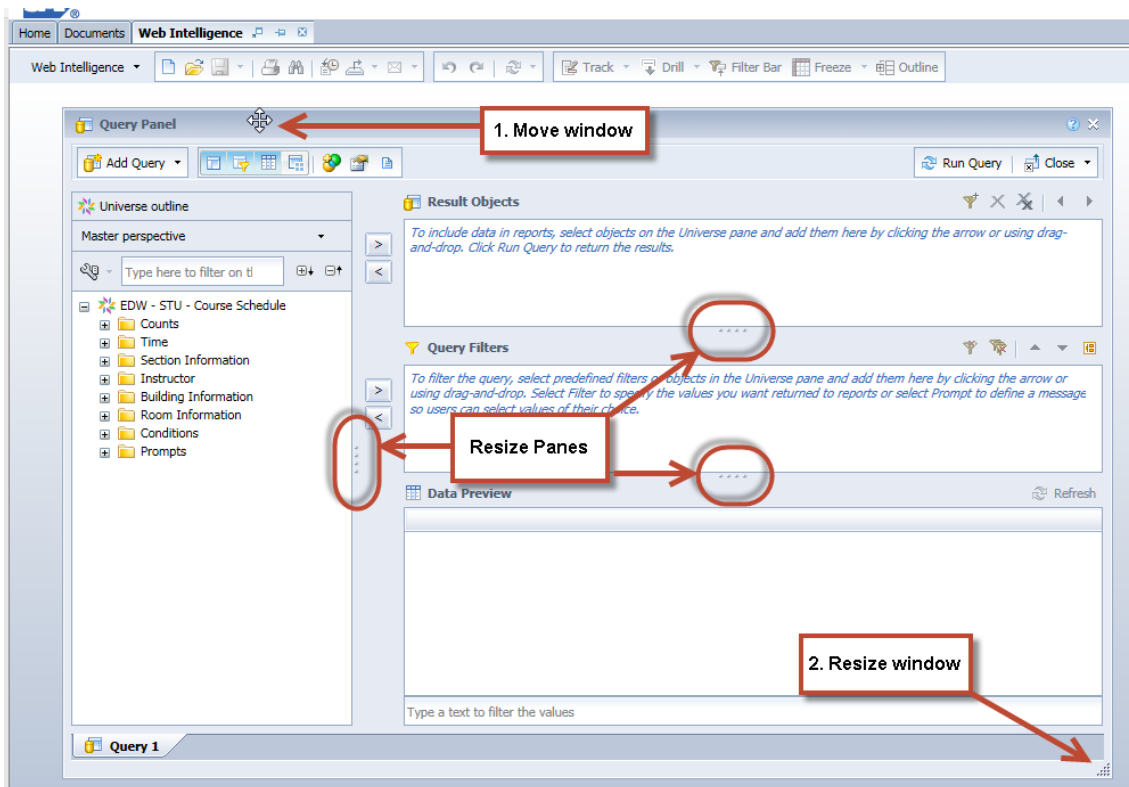 ®
Home Documents Web Intelligence
Web Intelligence Track Drill Filter Bar Freeze Outline
Query Panel
1. Move window
Add Query Run Query Close
Universe outline
Master perspective
Type here to filter on tl
EDW - STU - Course Schedule
Counts
Time
Section Information
Instructor
Building Information
Room Information
Conditions
Prompts
>
<
>
<
Result Objects
To include data in reports, select objects on the Universe pane and add them here by clicking the arrow or using drag-
and-drop. Click Run Query to return the results.
Query Filters
To filter the query, select predefined filters or objects in the Universe pane and add them here by clicking the arrow or
using drag-and-drop. Select Filter to specify the values you want returned to reports or select Prompt to define a message
so users can select values of their choice.
Resize Panes
Data Preview Refresh
2. Resize window
Type a text to filter the values
Query 1